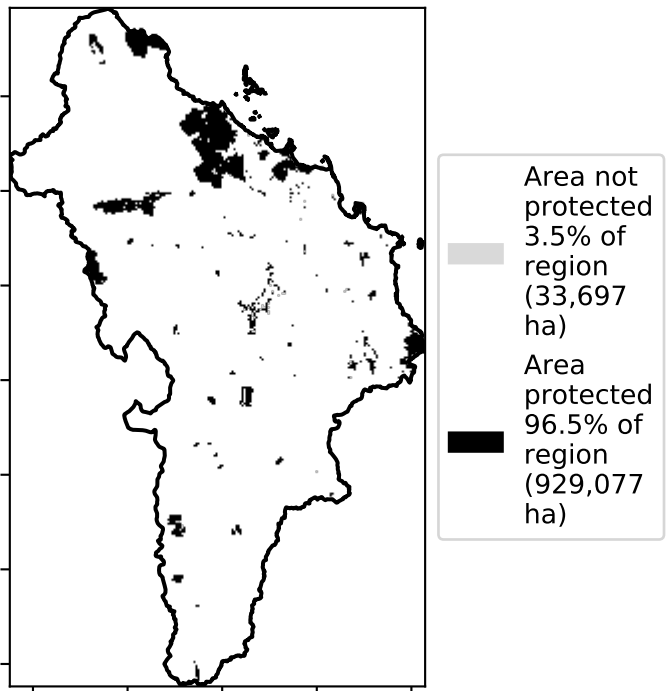 Area not
protected
3.5% of
region
(33,697
ha)
Area
protected
96.5% of
region
(929,077
ha)